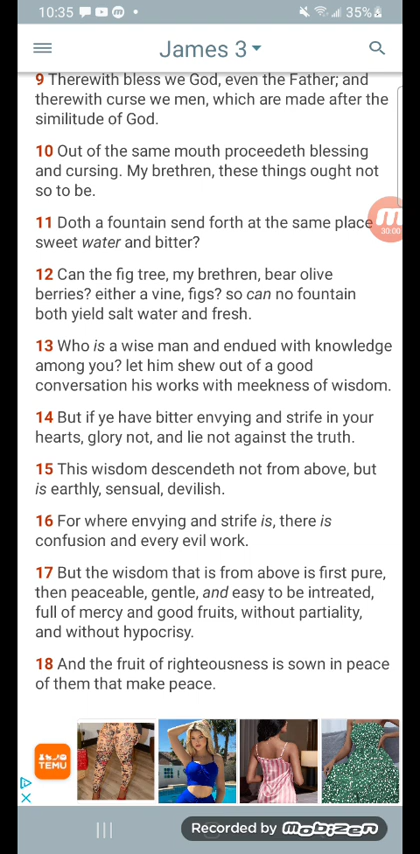 10:35
35%
James 3
9 Therewith bless we God, even the Father; and
therewith curse we men, which are made after the
similitude of God.
10 Out of the same mouth proceedeth blessing
and cursing. My brethren, these things ought not
so to be.
11 Doth a fountain send forth at the same place
sweet water and bitter?
30:00
12 Can the fig tree, my brethren, bear olive
berries? either a vine, figs? so can no fountain
both yield salt water and fresh.
13 Who is a wise man and endued with knowledge
among you? let him shew out of a good
conversation his works with meekness of wisdom.
14 But if ye have bitter envying and strife in your
hearts, glory not, and lie not against the truth.
15 This wisdom descendeth not from above, but
is earthly, sensual, devilish.
16 For where envying and strife is, there is
confusion and every evil work.
17 But the wisdom that is from above is first pure,
then peaceable, gentle, and easy to be intreated,
full of mercy and good fruits, without partiality,
and without hypocrisy.
18 And the fruit of righteousness is sown in peace
of them that make peace.
TEMU
Recorded by mobizen